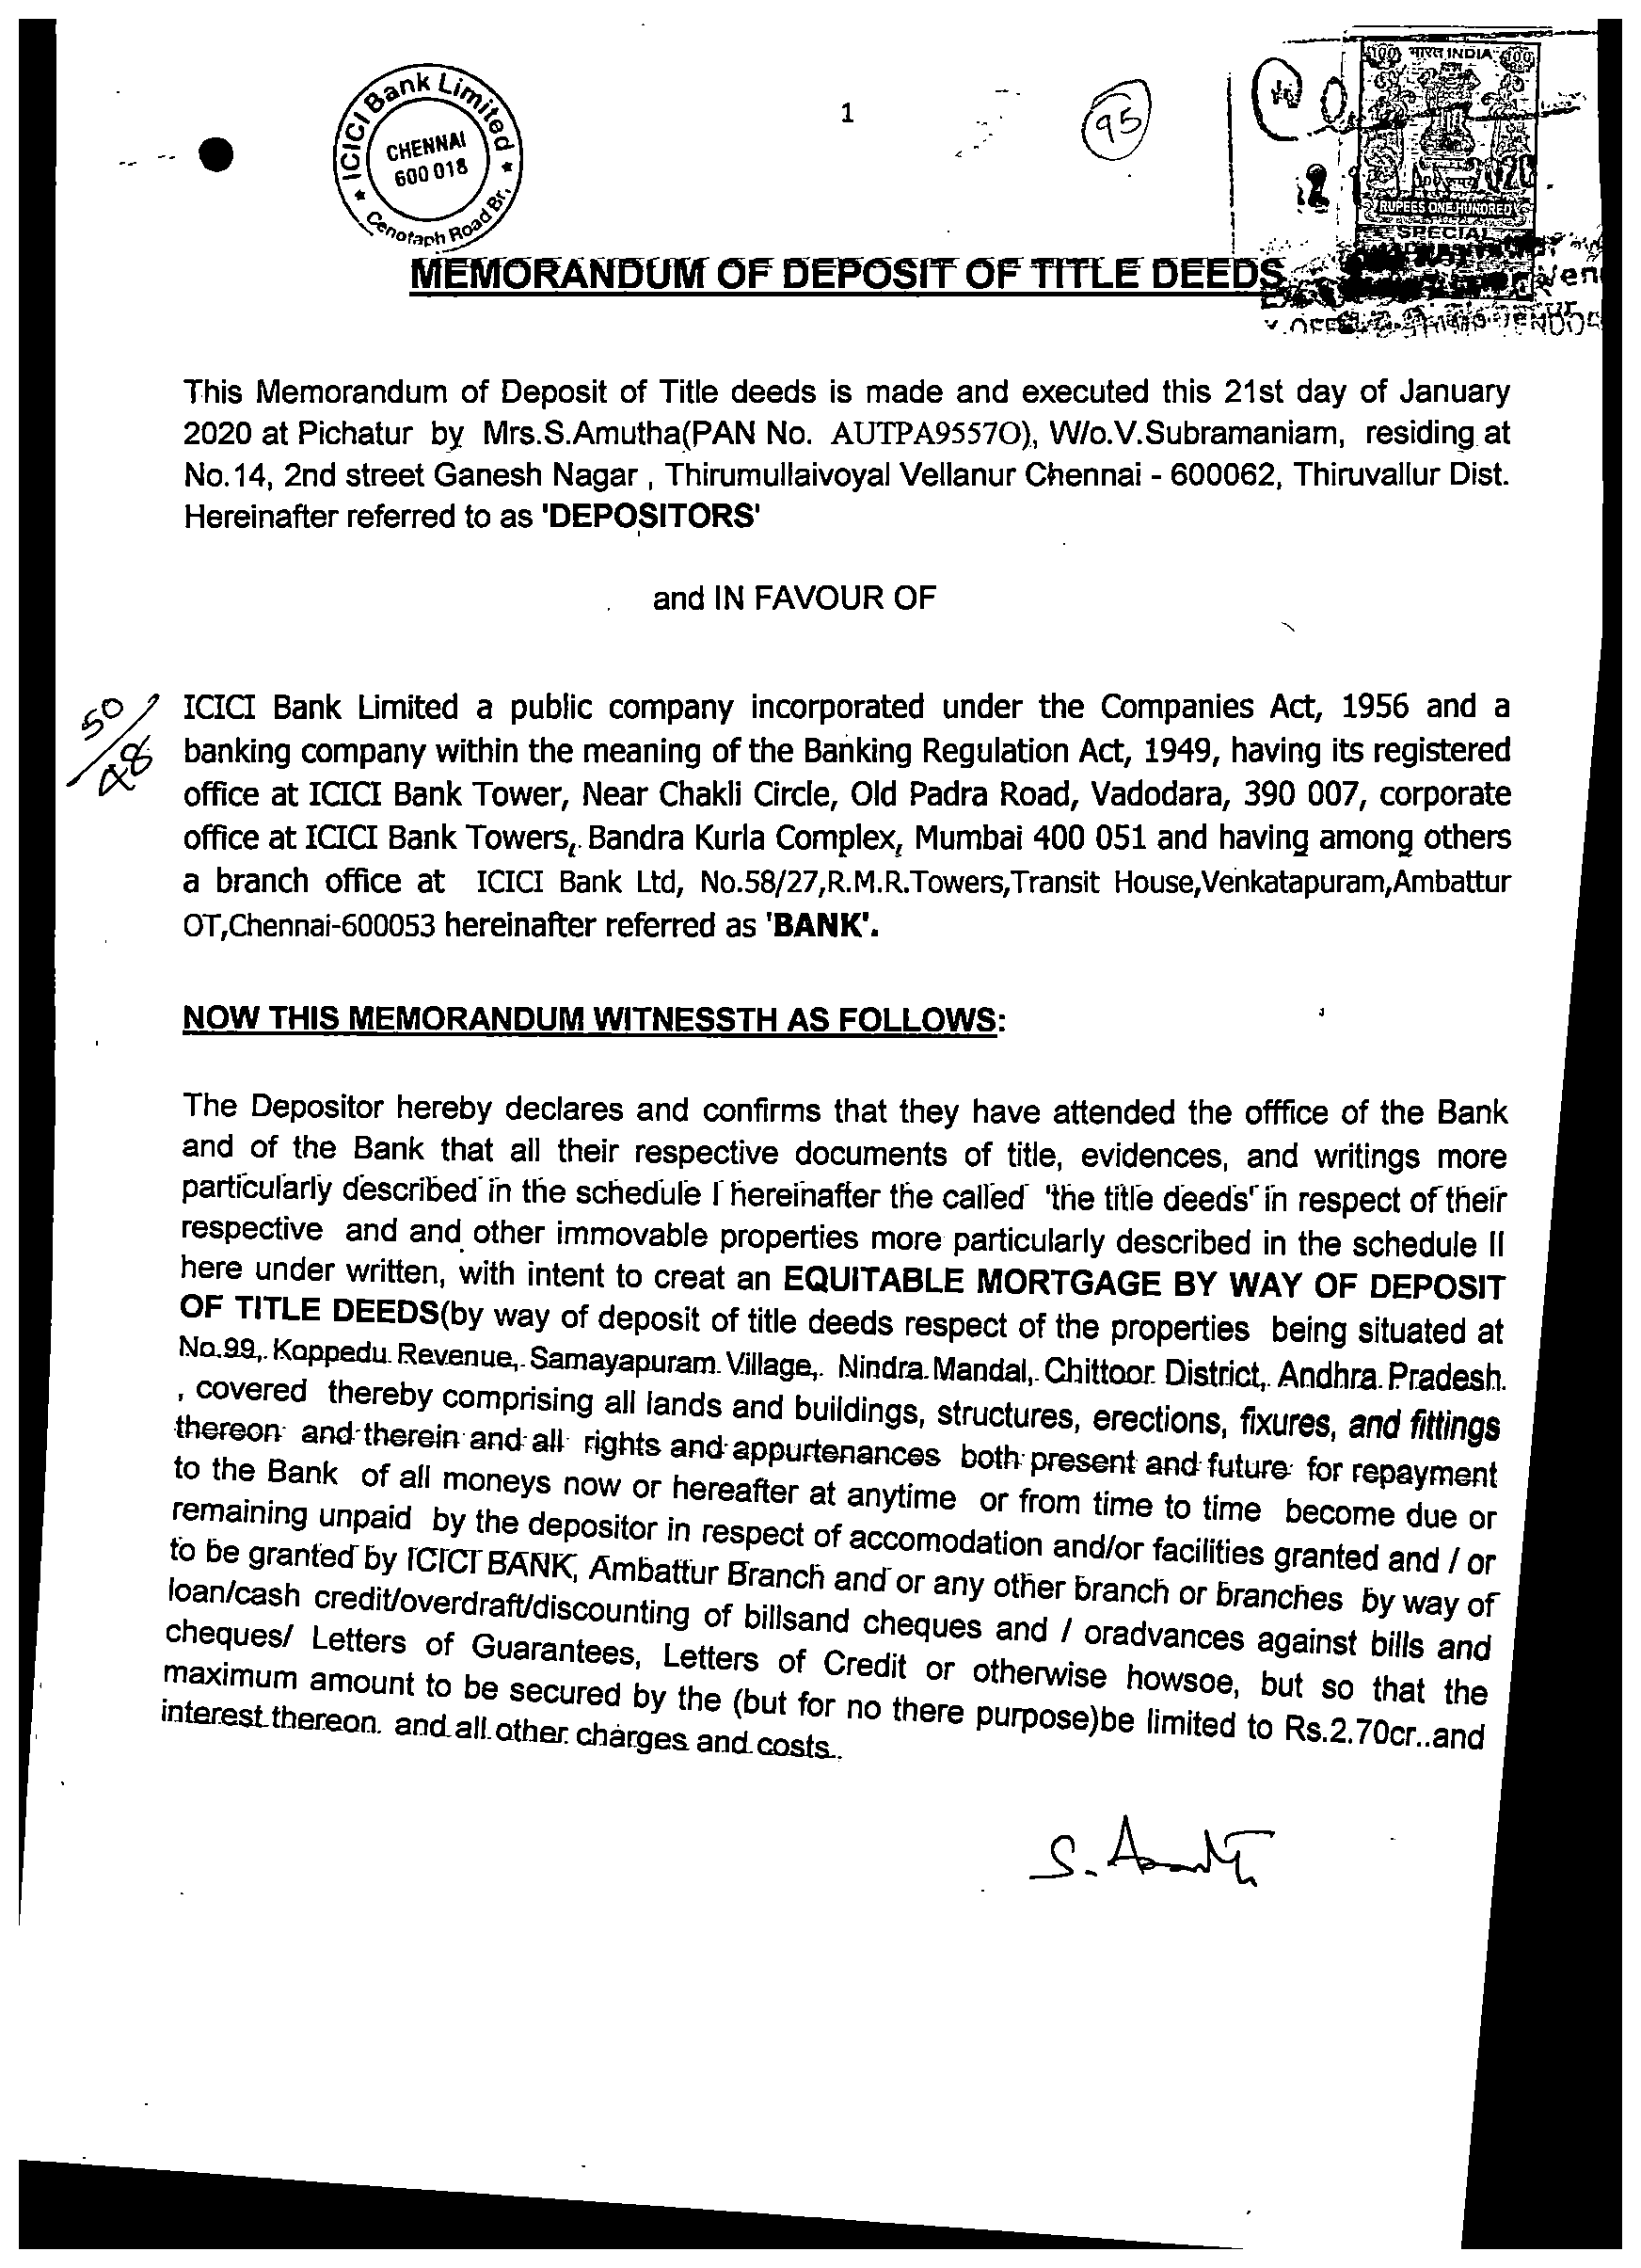 ICICI Bank Limited
CHENNAI
600 018
Cenotaph Road Br.
1
95
भारत INDIA
RUPEES ONE HUNDRED
SPECIAL
MEMORANDUM OF DEPOSIT OF TITLE DEEDS
This Memorandum of Deposit of Title deeds is made and executed this 21st day of January
2020 at Pichatur by Mrs.S.Amutha(PAN No. AUTPA9557O), W/o.V.Subramaniam, residing at
No.14, 2nd street Ganesh Nagar , Thirumullaivoyal Vellanur Chennai - 600062, Thiruvallur Dist.
Hereinafter referred to as 'DEPOSITORS'
and IN FAVOUR OF
50
48
ICICI Bank Limited a public company incorporated under the Companies Act, 1956 and a
banking company within the meaning of the Banking Regulation Act, 1949, having its registered
office at ICICI Bank Tower, Near Chakli Circle, Old Padra Road, Vadodara, 390 007, corporate
office at ICICI Bank Towers, Bandra Kurla Complex, Mumbai 400 051 and having among others
a branch office at ICICI Bank Ltd, No.58/27,R.M.R.Towers,Transit House,Venkatapuram,Ambattur
OT,Chennai-600053 hereinafter referred as 'BANK'.
NOW THIS MEMORANDUM WITNESSTH AS FOLLOWS:
The Depositor hereby declares and confirms that they have attended the offfice of the Bank
and of the Bank that all their respective documents of title, evidences, and writings more
particularly described in the schedule I hereinafter the called 'the title deeds' in respect of their
respective and and other immovable properties more particularly described in the schedule II
here under written, with intent to creat an EQUITABLE MORTGAGE BY WAY OF DEPOSIT
OF TITLE DEEDS(by way of deposit of title deeds respect of the properties being situated at
No.99, Koppedu Revenue, Samayapuram Village, Nindra Mandal, Chittoor District, Andhra Pradesh.
, covered thereby comprising all lands and buildings, structures, erections, fixures, and fittings
thereon and therein and all rights and appurtenances both present and future for repayment
to the Bank of all moneys now or hereafter at anytime or from time to time become due or
remaining unpaid by the depositor in respect of accomodation and/or facilities granted and / or
to be granted by ICICI BANK, Ambattur Branch and or any other branch or branches by way of
loan/cash credit/overdraft/discounting of billsand cheques and / oradvances against bills and
cheques/ Letters of Guarantees, Letters of Credit or otherwise howsoe, but so that the
maximum amount to be secured by the (but for no there purpose)be limited to Rs.2.70cr..and
interest thereon. and all other charges and costs..